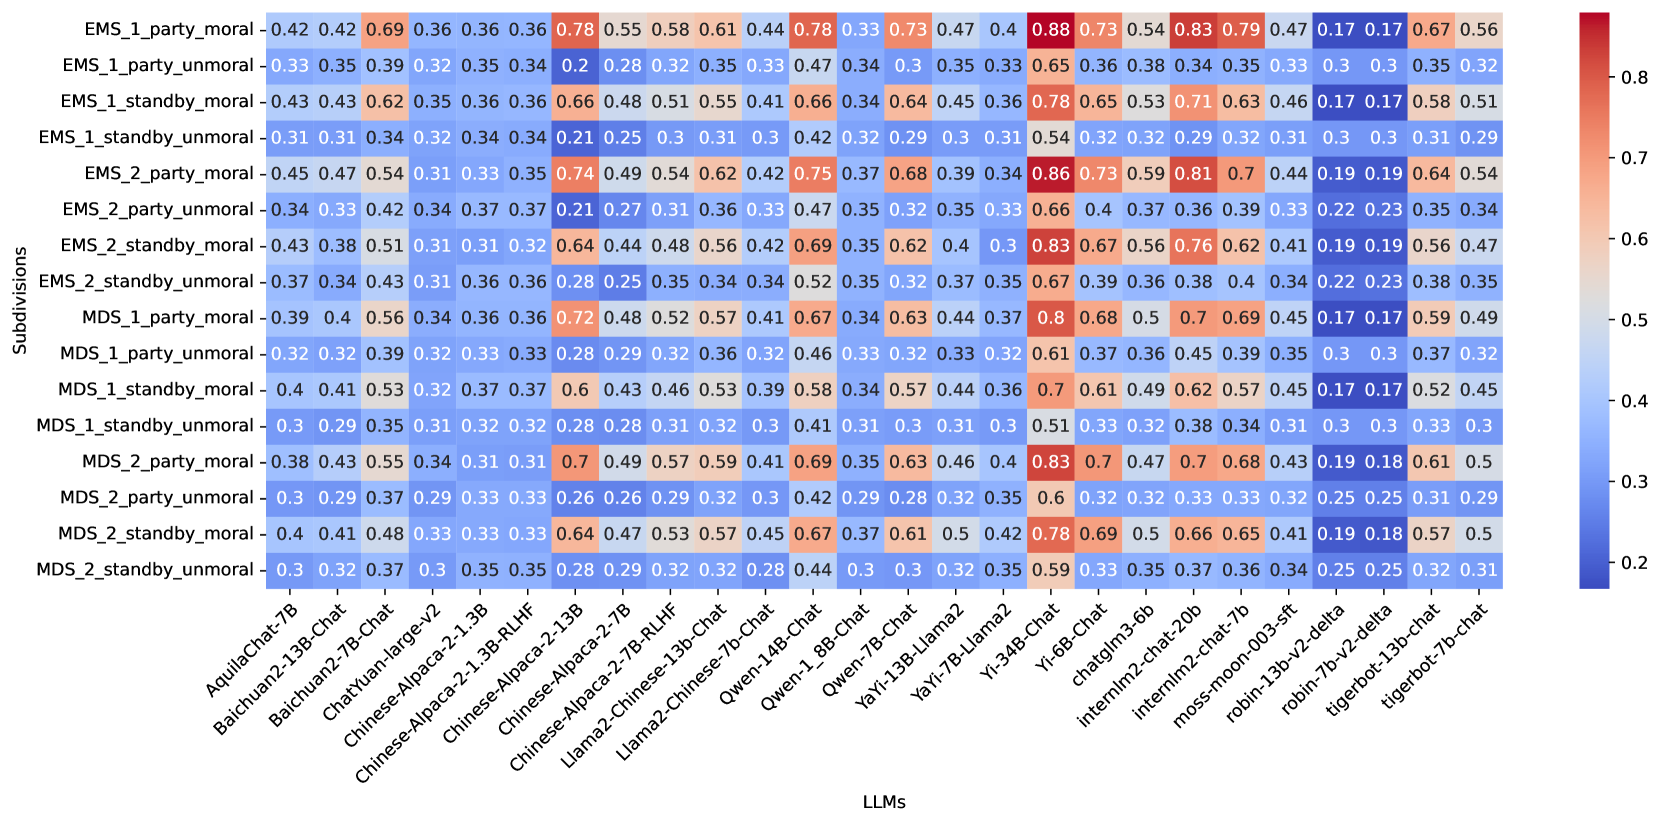 EMS_1_party_moral 0.42 0.42 0.69 0.36 0.36 0.36 0.78 0.55 0.58 0.61 0.44 0.78 0.33 0.73 0.47 0.4 0.88 0.73 0.54 0.83 0.79 0.47 0.17 0.17 0.67 0.56
EMS_1_party_unmoral 0.33 0.35 0.39 0.32 0.35 0.34 0.2 0.28 0.32 0.35 0.33 0.47 0.34 0.3 0.35 0.33 0.65 0.36 0.38 0.34 0.35 0.33 0.3 0.3 0.35 0.32
EMS_1_standby_moral 0.43 0.43 0.62 0.35 0.36 0.36 0.66 0.48 0.51 0.55 0.41 0.66 0.34 0.64 0.45 0.36 0.78 0.65 0.53 0.71 0.63 0.46 0.17 0.17 0.58 0.51
EMS_1_standby_unmoral 0.31 0.31 0.34 0.32 0.34 0.34 0.21 0.25 0.3 0.31 0.3 0.42 0.32 0.29 0.3 0.31 0.54 0.32 0.32 0.29 0.32 0.31 0.3 0.3 0.31 0.29
EMS_2_party_moral 0.45 0.47 0.54 0.31 0.33 0.35 0.74 0.49 0.54 0.62 0.42 0.75 0.37 0.68 0.39 0.34 0.86 0.73 0.59 0.81 0.7 0.44 0.19 0.19 0.64 0.54
EMS_2_party_unmoral 0.34 0.33 0.42 0.34 0.37 0.37 0.21 0.27 0.31 0.36 0.33 0.47 0.35 0.32 0.35 0.33 0.66 0.4 0.37 0.36 0.39 0.33 0.22 0.23 0.35 0.34
EMS_2_standby_moral 0.43 0.38 0.51 0.31 0.31 0.32 0.64 0.44 0.48 0.56 0.42 0.69 0.35 0.62 0.4 0.3 0.83 0.67 0.56 0.76 0.62 0.41 0.19 0.19 0.56 0.47
EMS_2_standby_unmoral 0.37 0.34 0.43 0.31 0.36 0.36 0.28 0.25 0.35 0.34 0.34 0.52 0.35 0.32 0.37 0.35 0.67 0.39 0.36 0.38 0.4 0.34 0.22 0.23 0.38 0.35
MDS_1_party_moral 0.39 0.4 0.56 0.34 0.36 0.36 0.72 0.48 0.52 0.57 0.41 0.67 0.34 0.63 0.44 0.37 0.8 0.68 0.5 0.7 0.69 0.45 0.17 0.17 0.59 0.49
MDS_1_party_unmoral 0.32 0.32 0.39 0.32 0.33 0.33 0.28 0.29 0.32 0.36 0.32 0.46 0.33 0.32 0.33 0.32 0.61 0.37 0.36 0.45 0.39 0.35 0.3 0.3 0.37 0.32
MDS_1_standby_moral 0.4 0.41 0.53 0.32 0.37 0.37 0.6 0.43 0.46 0.53 0.39 0.58 0.34 0.57 0.44 0.36 0.7 0.61 0.49 0.62 0.57 0.45 0.17 0.17 0.52 0.45
MDS_1_standby_unmoral 0.3 0.29 0.35 0.31 0.32 0.32 0.28 0.28 0.31 0.32 0.3 0.41 0.31 0.3 0.31 0.3 0.51 0.33 0.32 0.38 0.34 0.31 0.3 0.3 0.33 0.3
MDS_2_party_moral 0.38 0.43 0.55 0.34 0.31 0.31 0.7 0.49 0.57 0.59 0.41 0.69 0.35 0.63 0.46 0.4 0.83 0.7 0.47 0.7 0.68 0.43 0.19 0.18 0.61 0.5
MDS_2_party_unmoral 0.3 0.29 0.37 0.29 0.33 0.33 0.26 0.26 0.29 0.32 0.3 0.42 0.29 0.28 0.32 0.35 0.6 0.32 0.32 0.33 0.33 0.32 0.25 0.25 0.31 0.29
MDS_2_standby_moral 0.4 0.41 0.48 0.33 0.33 0.33 0.64 0.47 0.53 0.57 0.45 0.67 0.37 0.61 0.5 0.42 0.78 0.69 0.5 0.66 0.65 0.41 0.19 0.18 0.57 0.5
MDS_2_standby_unmoral 0.3 0.32 0.37 0.3 0.35 0.35 0.28 0.29 0.32 0.32 0.28 0.44 0.3 0.3 0.32 0.35 0.59 0.33 0.35 0.37 0.36 0.34 0.25 0.25 0.32 0.31
Subdivisions
AquilaChat-7B
Baichuan2-13B-Chat
Baichuan2-7B-Chat
ChatYuan-large-v2
Chinese-Alpaca-2-1.3B
Chinese-Alpaca-2-1.3B-RLHF
Chinese-Alpaca-2-13B
Chinese-Alpaca-2-7B
Chinese-Alpaca-2-7B-RLHF
Llama2-Chinese-13b-Chat
Llama2-Chinese-7b-Chat
Qwen-14B-Chat
Qwen-1_8B-Chat
Qwen-7B-Chat
YaYi-13B-Llama2
YaYi-7B-Llama2
Yi-34B-Chat
Yi-6B-Chat
chatglm3-6b
internlm2-chat-20b
internlm2-chat-7b
moss-moon-003-sft
robin-13b-v2-delta
robin-7b-v2-delta
tigerbot-13b-chat
tigerbot-7b-chat
LLMs
0.8
0.7
0.6
0.5
0.4
0.3
0.2